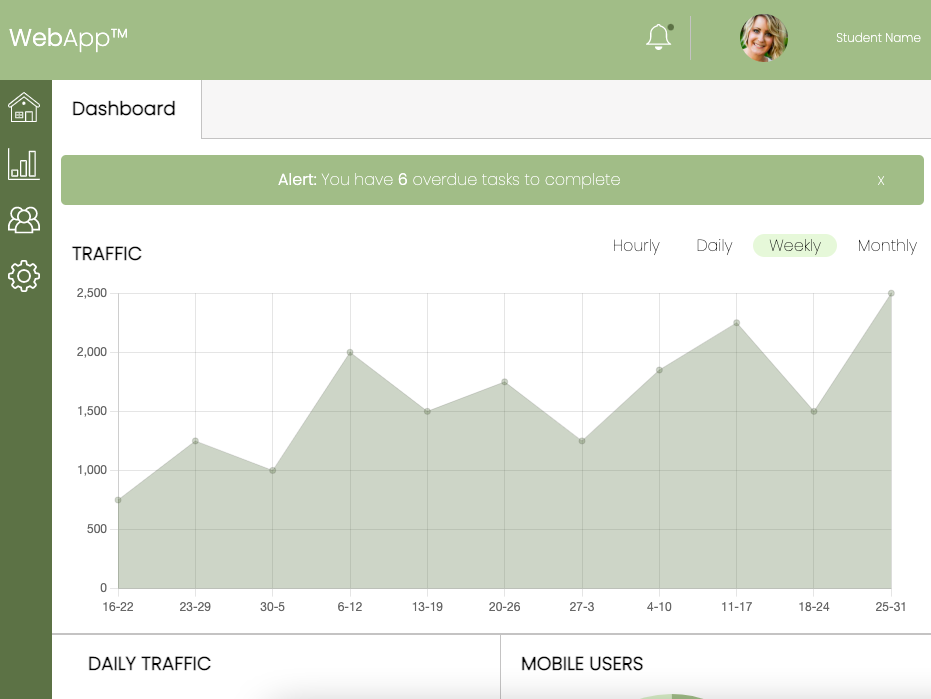 WebApp™
Student Name
Dashboard
Alert: You have 6 overdue tasks to complete
x
TRAFFIC
Hourly Daily Weekly Monthly
2,500
2,000
1,500
1,000
500
0
16-22 23-29 30-5 6-12 13-19 20-26 27-3 4-10 11-17 18-24 25-31
DAILY TRAFFIC
MOBILE USERS